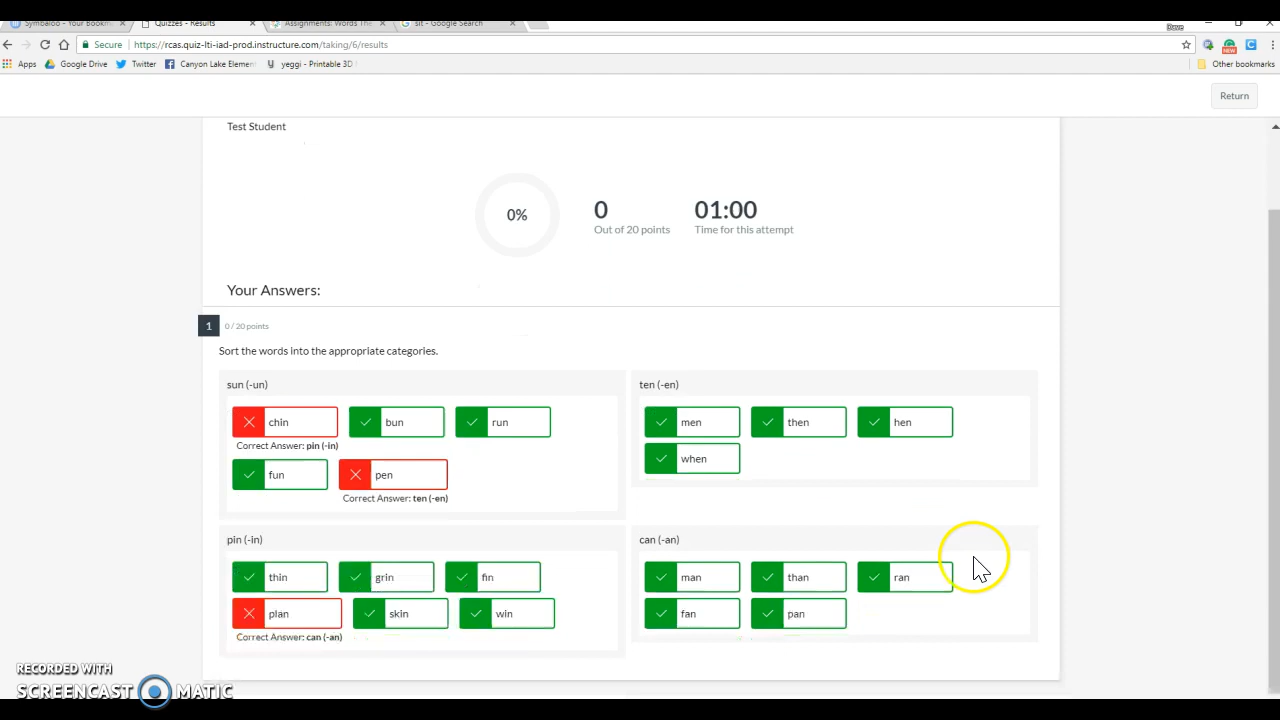 Symbaloo - Your Bookm Quizzes - Results Assignments: Words The sit - Google Search Dave
Secure https://rcas.quiz-lti-iad-prod.instructure.com/taking/6/results
Apps Google Drive Twitter Canyon Lake Element yeggi - Printable 3D Other bookmarks
Return
Test Student
0% 0 01:00
Out of 20 points Time for this attempt
Your Answers:
1 0 / 20 points
Sort the words into the appropriate categories.
sun (-un)
chin bun run
Correct Answer: pin (-in)
fun pen
Correct Answer: ten (-en)
ten (-en)
men then hen
when
pin (-in)
thin grin fin
plan skin win
Correct Answer: can (-an)
can (-an)
man than ran
fan pan
RECORDED WITH
SCREENCAST MATIC